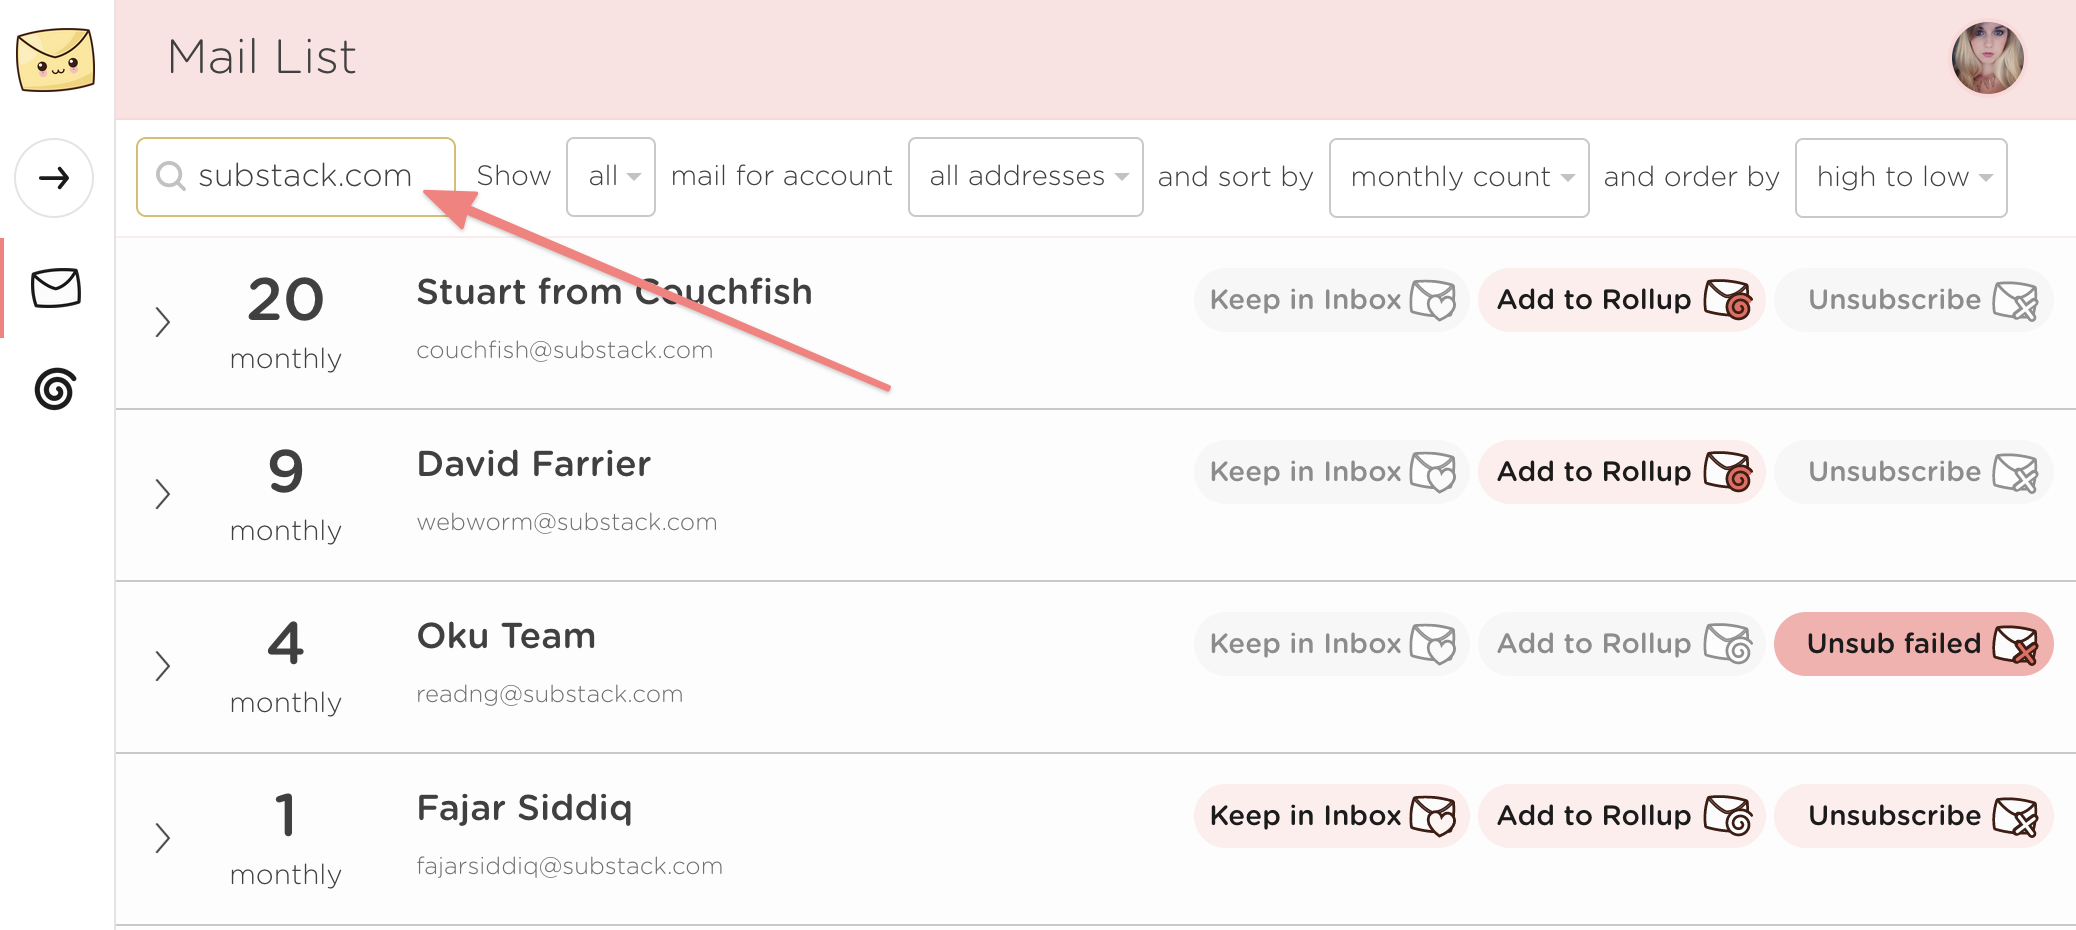 Mail List
substack.com Show all mail for account all addresses and sort by monthly count and order by high to low
20 Stuart from Couchfish Keep in Inbox Add to Rollup Unsubscribe
monthly couchfish@substack.com
9 David Farrier Keep in Inbox Add to Rollup Unsubscribe
monthly webworm@substack.com
4 Oku Team Keep in Inbox Add to Rollup Unsub failed
monthly readng@substack.com
1 Fajar Siddiq Keep in Inbox Add to Rollup Unsubscribe
monthly fajarsiddiq@substack.com